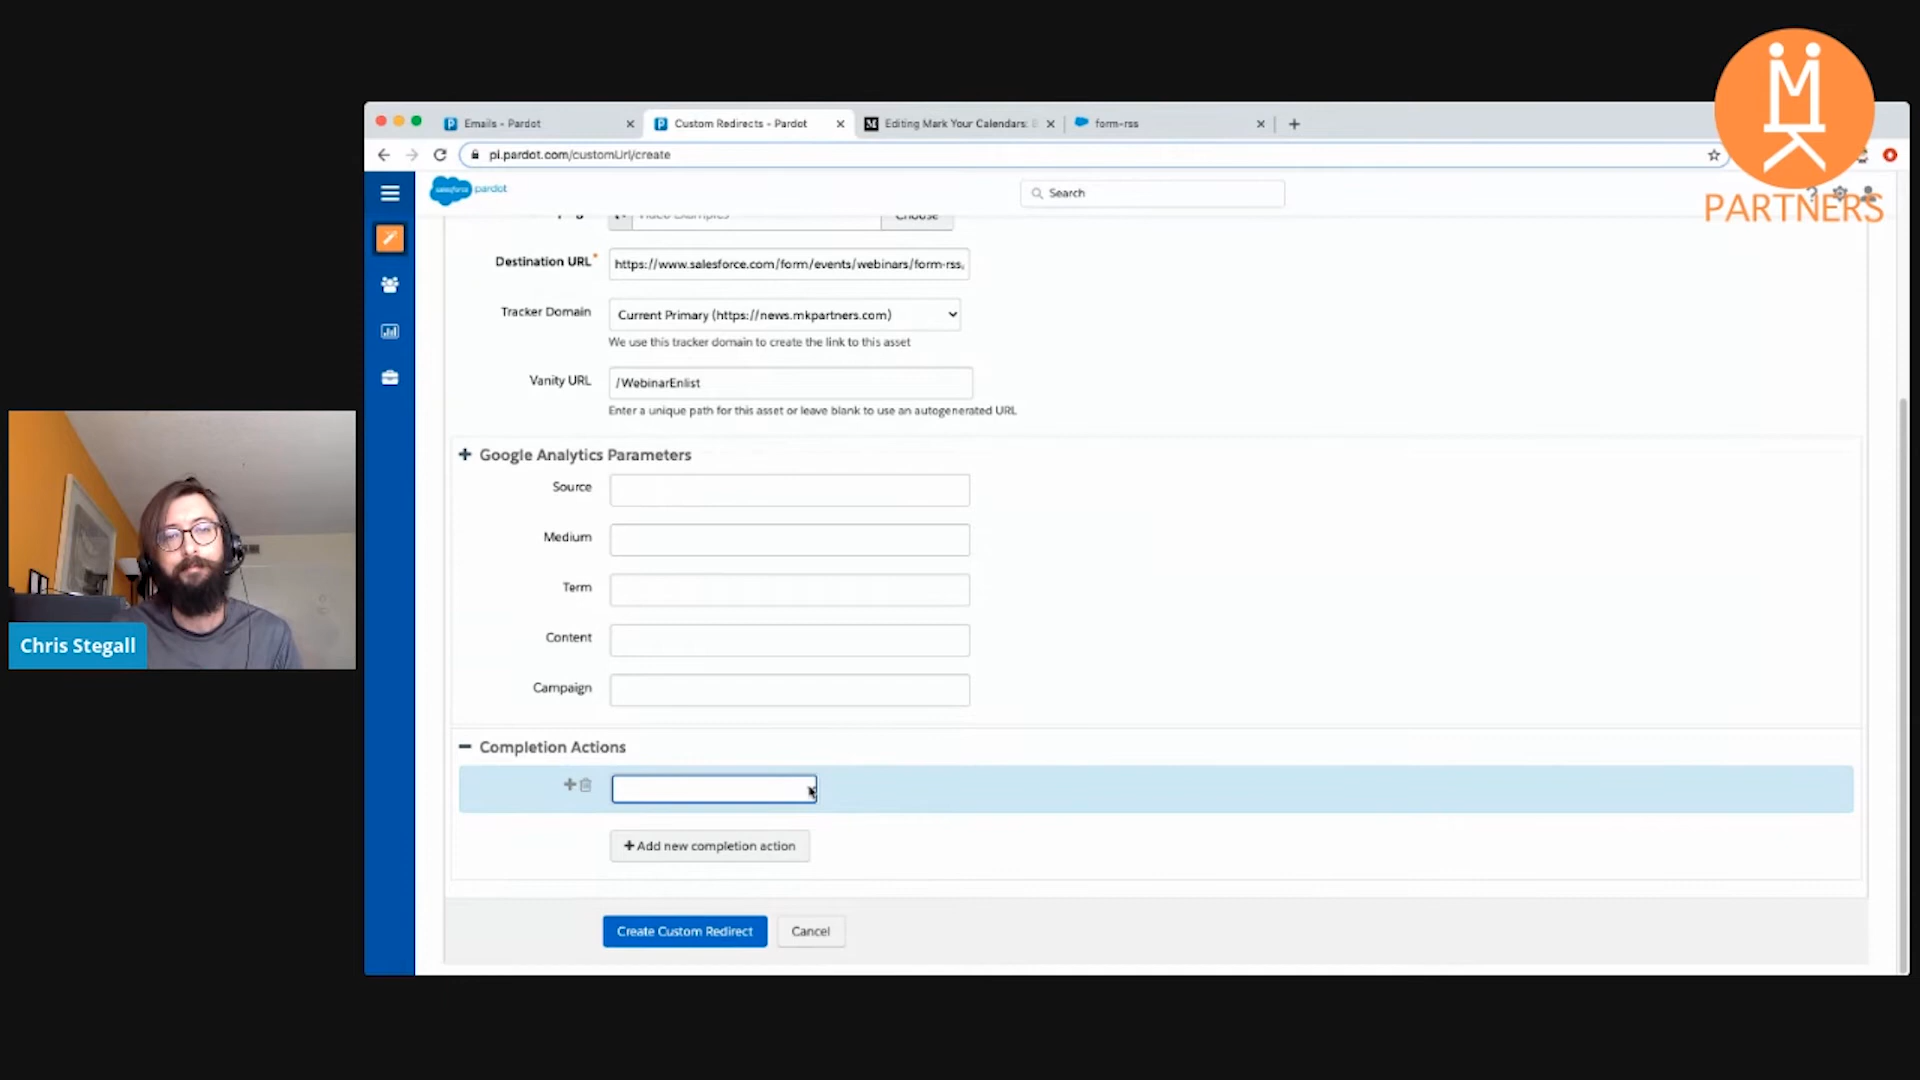 MK
PARTNERS
Emails - Pardot
Custom Redirects - Pardot
Editing Mark Your Calendars:
form-rss
pi.pardot.com/customUrl/create
salesforce pardot
Search
Video Examples
Choose
Destination URL*
https://www.salesforce.com/form/events/webinars/form-rss,
Tracker Domain
Current Primary (https://news.mkpartners.com)
We use this tracker domain to create the link to this asset
Vanity URL
/WebinarEnlist
Enter a unique path for this asset or leave blank to use an autogenerated URL
+ Google Analytics Parameters
Source
Medium
Term
Content
Campaign
Completion Actions
+ Add new completion action
Create Custom Redirect
Cancel
Chris Stegall